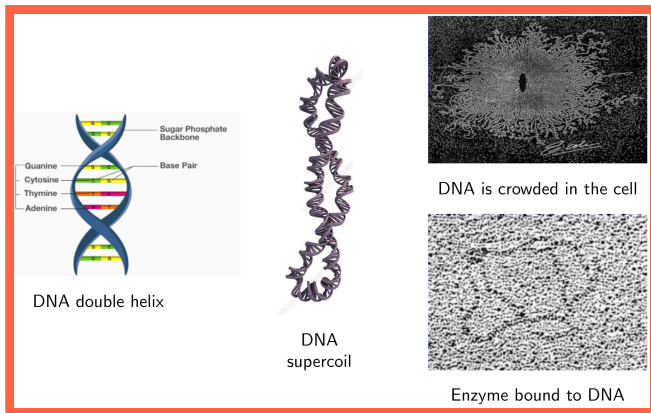 Sugar Phosphate
Backbone
Guanine
Base Pair
Cytosine
Thymine
Adenine
DNA double helix
DNA
supercoil
DNA is crowded in the cell
Enzyme bound to DNA